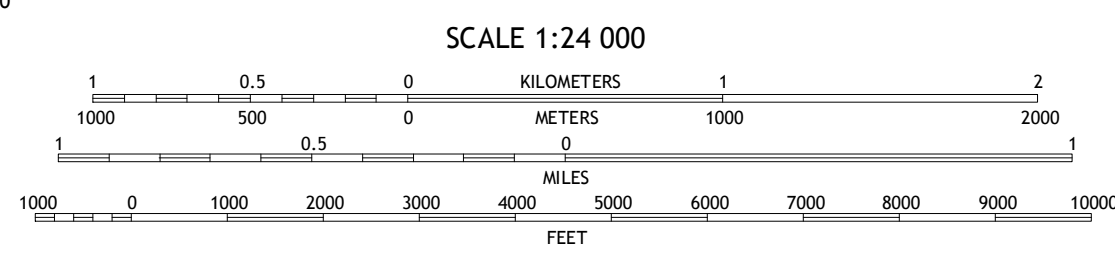 0
SCALE 1:24 000
1 0.5 0 KILOMETERS 1 2
1000 500 0 METERS 1000 2000
1 0.5 0 1
MILES
1000 0 1000 2000 3000 4000 5000 6000 7000 8000 9000 10000
FEET